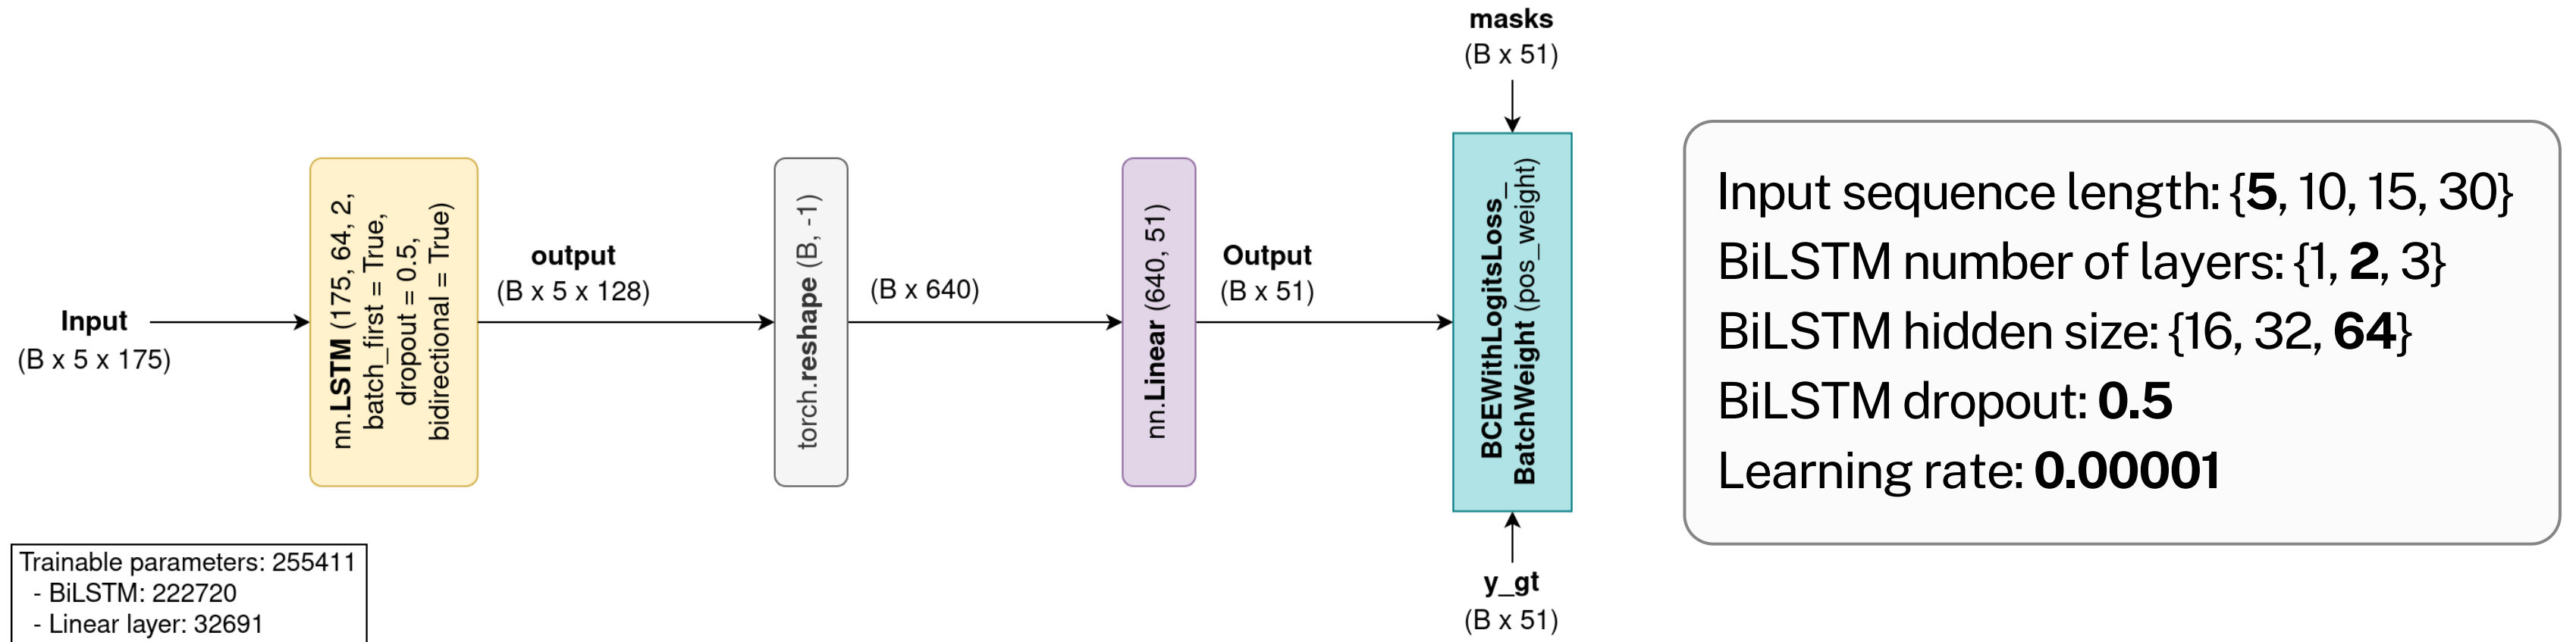 Input
(B x 5 x 175)
nn.LSTM (175, 64, 2,
batch_first = True,
dropout = 0.5,
bidirectional = True)
output
(B x 5 x 128)
torch.reshape (B, -1)
(B x 640)
nn.Linear (640, 51)
Output
(B x 51)
masks
(B x 51)
BCEWithLogitsLoss_
BatchWeight (pos_weight)
y_gt
(B x 51)
Trainable parameters: 255411
- BiLSTM: 222720
- Linear layer: 32691
Input sequence length: {5, 10, 15, 30}
BiLSTM number of layers: {1, 2, 3}
BiLSTM hidden size: {16, 32, 64}
BiLSTM dropout: 0.5
Learning rate: 0.00001